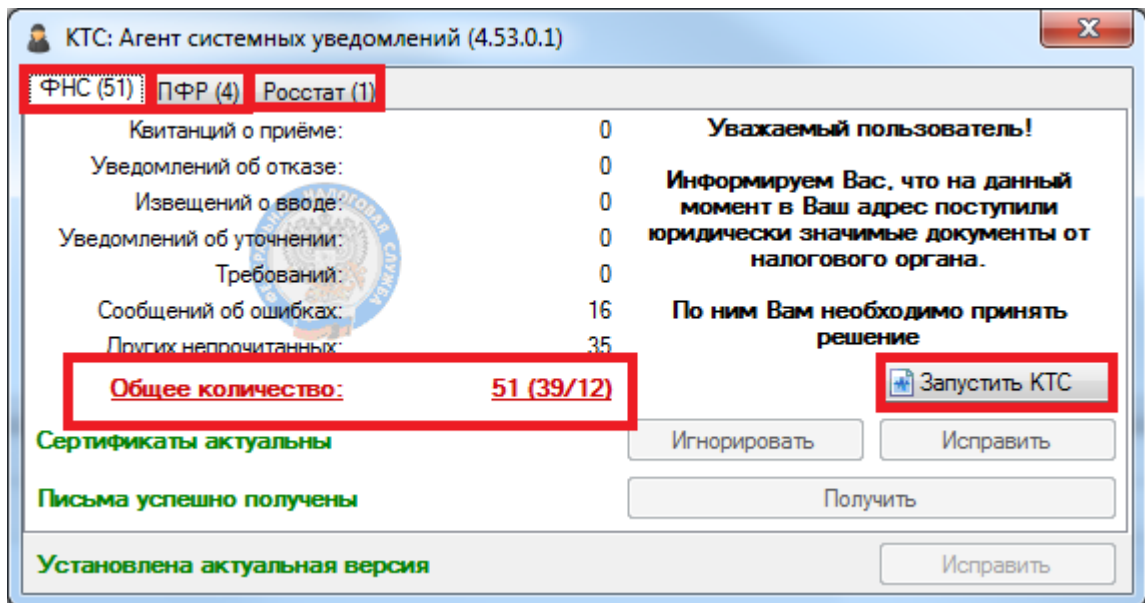 КТС: Агент системных уведомлений (4.53.0.1)
ФНС (51) ПФР (4) Росстат (1)
Квитанций о приёме: 0
Уведомлений об отказе: 0
Извещений о вводе: 0
Уведомлений об уточнении: 0
Требований: 0
Сообщений об ошибках: 16
Других непрочитанных: 35
Общее количество: 51 (39/12)
Уважаемый пользователь!
Информируем Вас, что на данный
момент в Ваш адрес поступили
юридически значимые документы от
налогового органа.
По ним Вам необходимо принять
решение
Запустить КТС
Сертификаты актуальны
Игнорировать Исправить
Письма успешно получены
Получить
Установлена актуальная версия
Исправить
ФЕДЕРАЛЬНАЯ НАЛОГОВАЯ СЛУЖБА